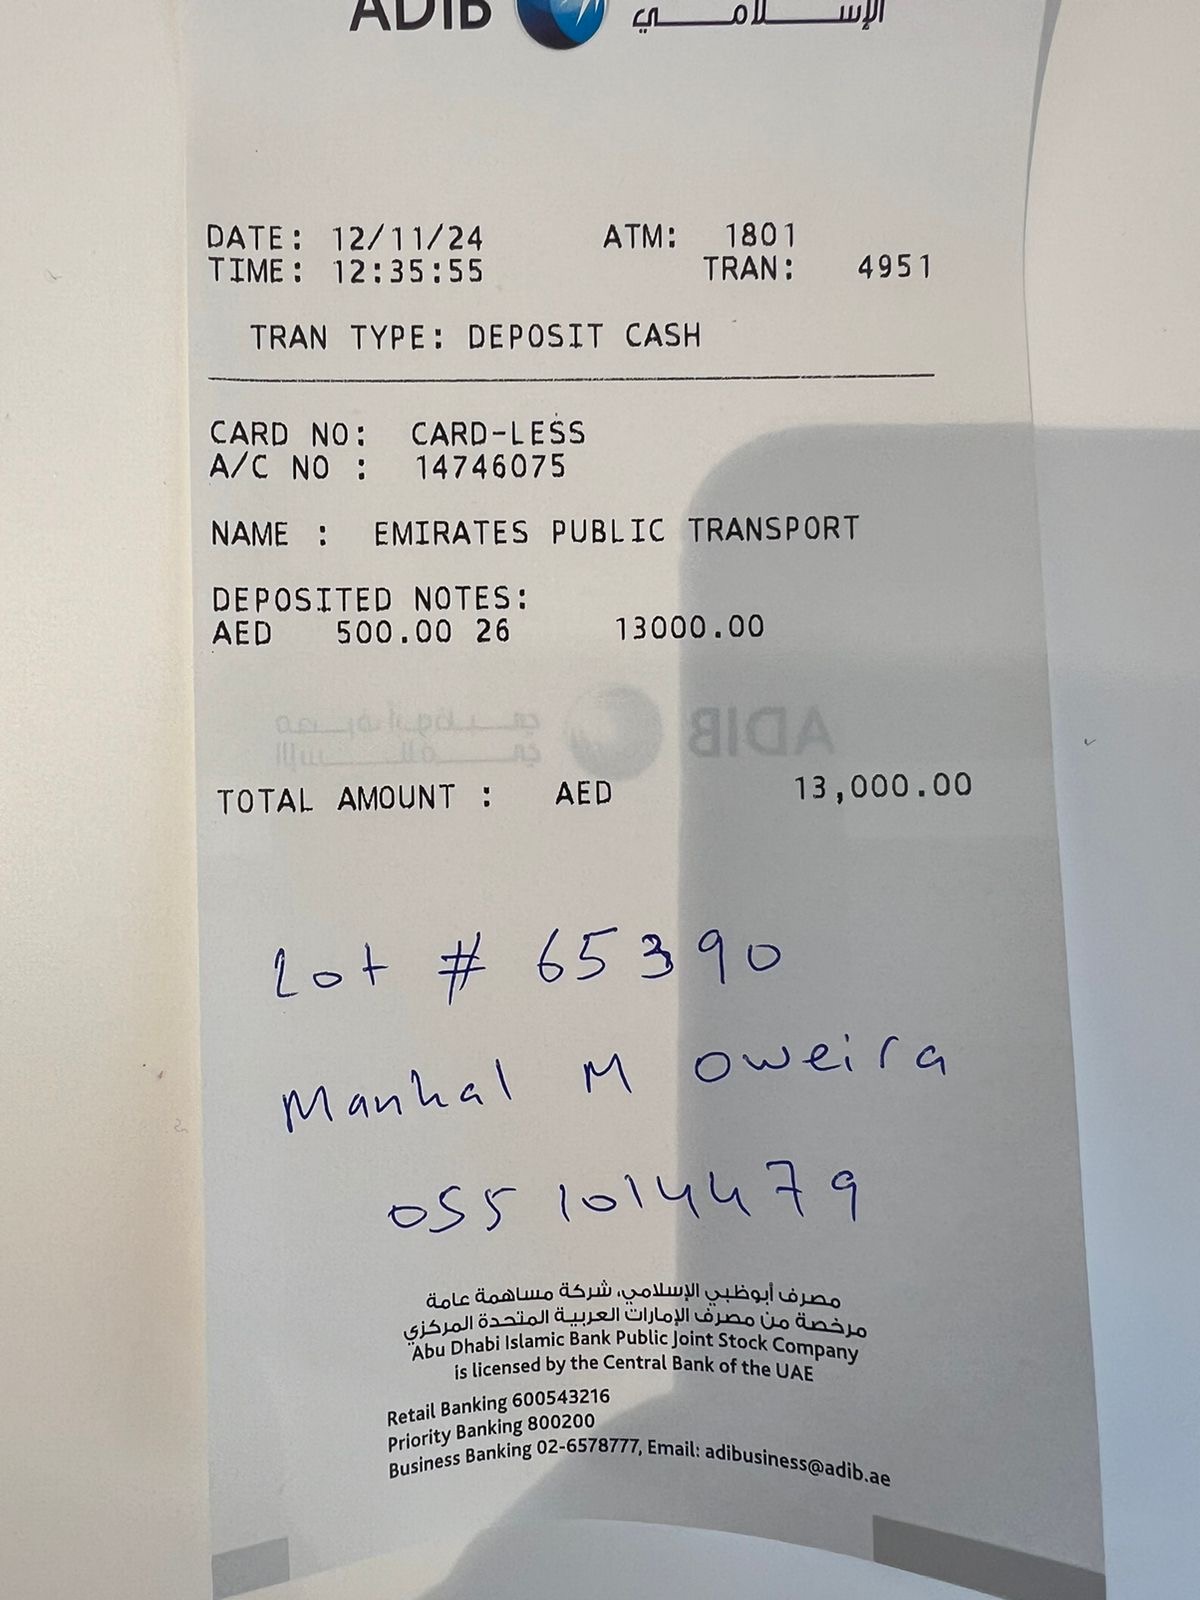 ADIB الإسلامي
DATE: 12/11/24 ATM: 1801
TIME: 12:35:55 TRAN: 4951
TRAN TYPE: DEPOSIT CASH
CARD NO: CARD-LESS
A/C NO : 14746075
NAME : EMIRATES PUBLIC TRANSPORT
DEPOSITED NOTES:
AED 500.00 26 13000.00
ADIB
TOTAL AMOUNT : AED 13,000.00
Lot # 65390
Manhal M Oweira
055 1014479
مصرف أبوظبي الإسلامي، شركة مساهمة عامة
مرخصة من مصرف الإمارات العربية المتحدة المركزي
Abu Dhabi Islamic Bank Public Joint Stock Company
is licensed by the Central Bank of the UAE
Retail Banking 600543216
Priority Banking 800200
Business Banking 02-6578777, Email: adibusiness@adib.ae